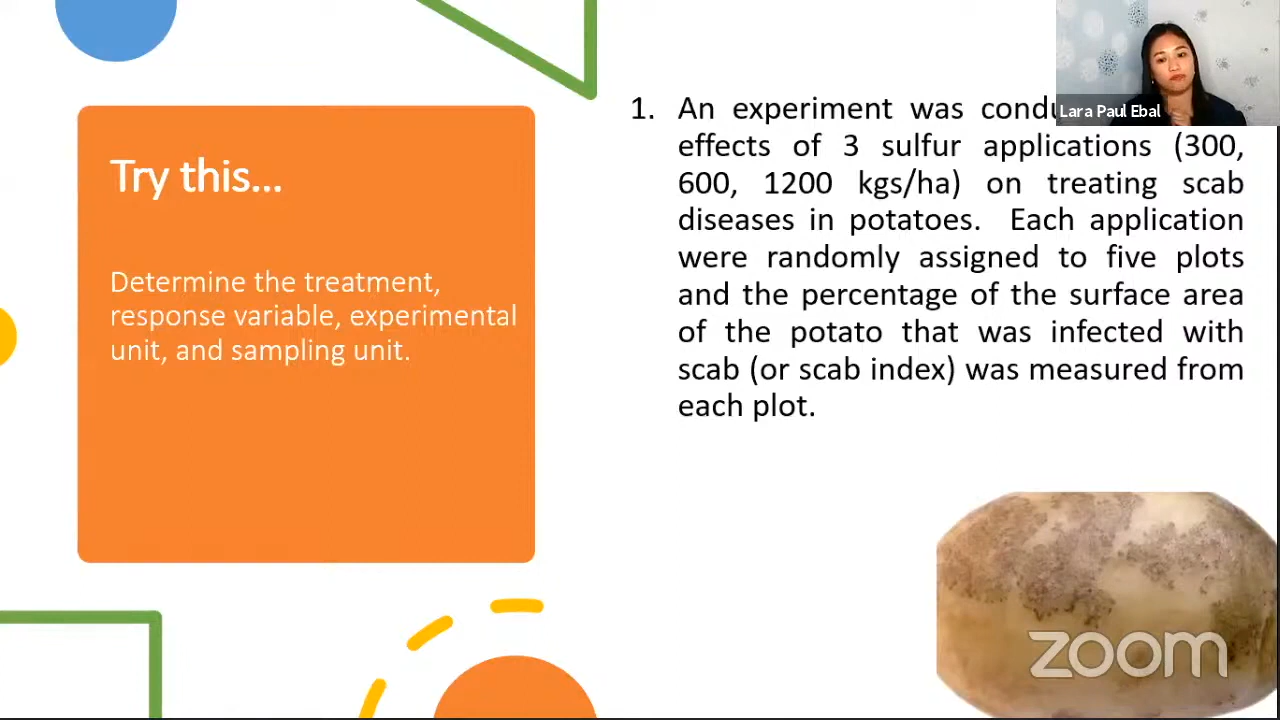 Try this...
Determine the treatment,
response variable, experimental
unit, and sampling unit.
1. An experiment was
effects of 3 sulfur applications (300,
600, 1200 kgs/ha) on treating scab
diseases in potatoes. Each application
were randomly assigned to five plots
and the percentage of the surface area
of the potato that was infected with
scab (or scab index) was measured from
each plot.
Lara Paul Ebal
zoom